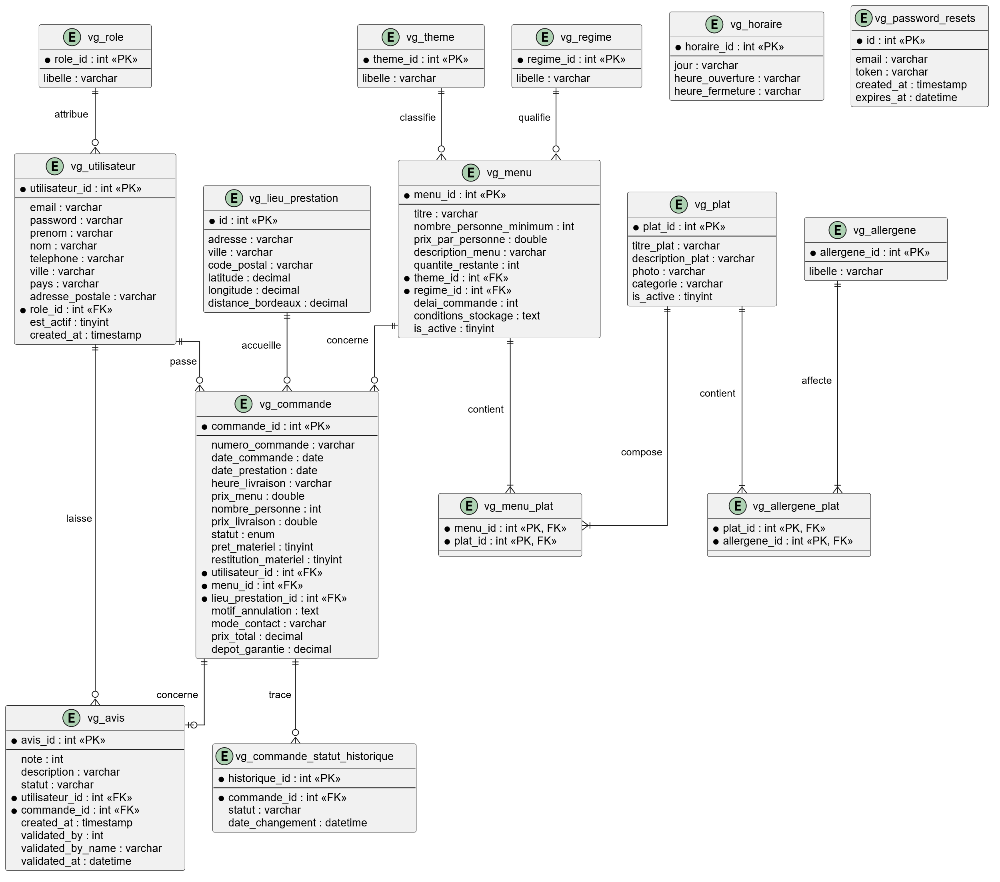 E vg_role
role_id : int «PK»
libelle : varchar
E vg_theme
theme_id : int «PK»
libelle : varchar
E vg_regime
regime_id : int «PK»
libelle : varchar
E vg_horaire
horaire_id : int «PK»
jour : varchar
heure_ouverture : varchar
heure_fermeture : varchar
E vg_password_resets
id : int «PK»
email : varchar
token : varchar
created_at : timestamp
expires_at : datetime
attribue
classifie
qualifie
E vg_utilisateur
utilisateur_id : int «PK»
email : varchar
password : varchar
prenom : varchar
nom : varchar
telephone : varchar
ville : varchar
pays : varchar
adresse_postale : varchar
role_id : int «FK»
est_actif : tinyint
created_at : timestamp
E vg_lieu_prestation
id : int «PK»
adresse : varchar
ville : varchar
code_postal : varchar
latitude : decimal
longitude : decimal
distance_bordeaux : decimal
E vg_menu
menu_id : int «PK»
titre : varchar
nombre_personne_minimum : int
prix_par_personne : double
description_menu : varchar
quantite_restante : int
theme_id : int «FK»
regime_id : int «FK»
delai_commande : int
conditions_stockage : text
is_active : tinyint
E vg_plat
plat_id : int «PK»
titre_plat : varchar
description_plat : varchar
photo : varchar
categorie : varchar
is_active : tinyint
E vg_allergene
allergene_id : int «PK»
libelle : varchar
passe
accueille
concerne
contient
compose
contient
affecte
laisse
E vg_commande
commande_id : int «PK»
numero_commande : varchar
date_commande : date
date_prestation : date
heure_livraison : varchar
prix_menu : double
nombre_personne : int
prix_livraison : double
statut : enum
pret_materiel : tinyint
restitution_materiel : tinyint
utilisateur_id : int «FK»
menu_id : int «FK»
lieu_prestation_id : int «FK»
motif_annulation : text
mode_contact : varchar
prix_total : decimal
depot_garantie : decimal
E vg_menu_plat
menu_id : int «PK, FK»
plat_id : int «PK, FK»
E vg_allergene_plat
plat_id : int «PK, FK»
allergene_id : int «PK, FK»
concerne
trace
E vg_avis
avis_id : int «PK»
note : int
description : varchar
statut : varchar
utilisateur_id : int «FK»
commande_id : int «FK»
created_at : timestamp
validated_by : int
validated_by_name : varchar
validated_at : datetime
E vg_commande_statut_historique
historique_id : int «PK»
commande_id : int «FK»
statut : varchar
date_changement : datetime